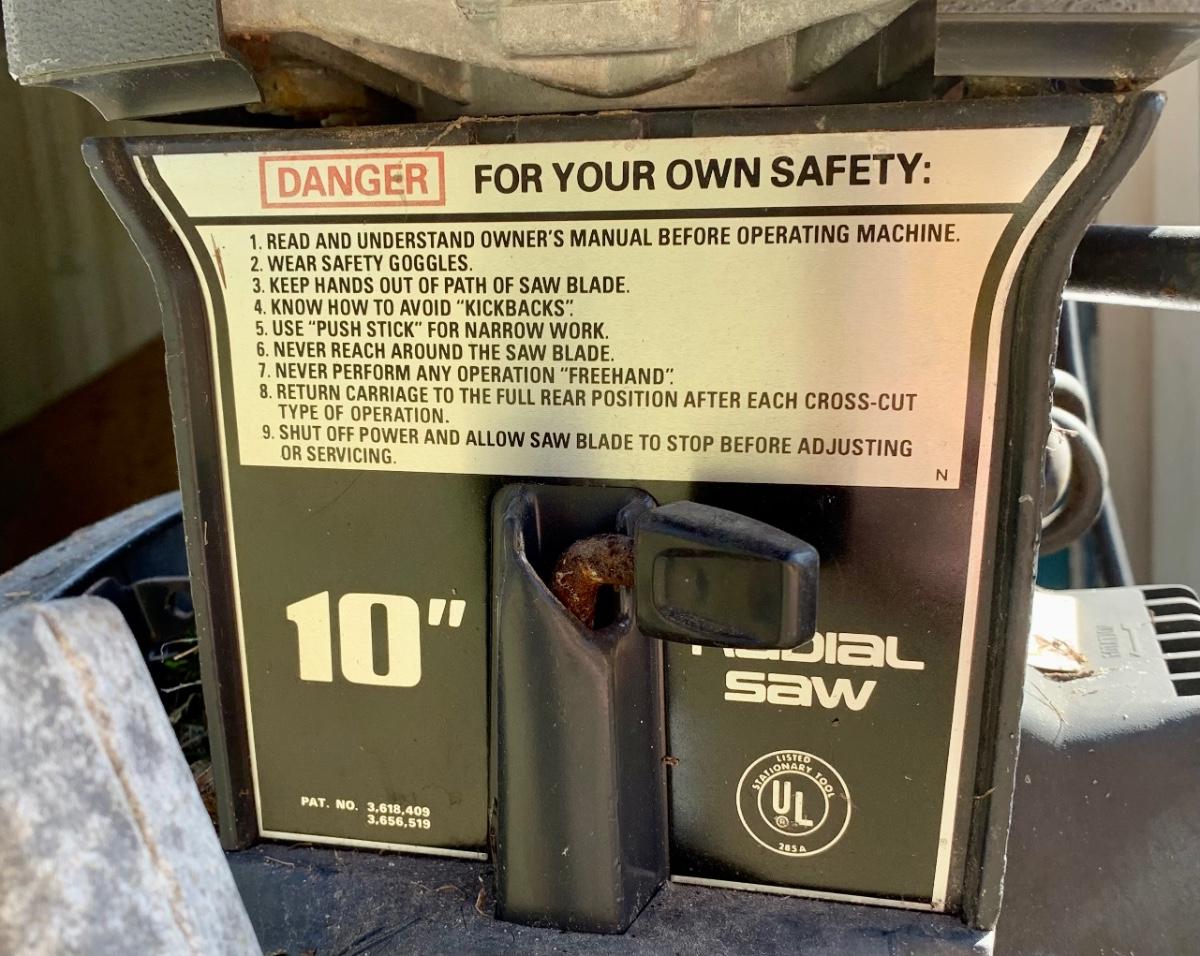 DANGER FOR YOUR OWN SAFETY:
1. READ AND UNDERSTAND OWNER'S MANUAL BEFORE OPERATING MACHINE.
2. WEAR SAFETY GOGGLES.
3. KEEP HANDS OUT OF PATH OF SAW BLADE.
4. KNOW HOW TO AVOID "KICKBACKS".
5. USE "PUSH STICK" FOR NARROW WORK.
6. NEVER REACH AROUND THE SAW BLADE.
7. NEVER PERFORM ANY OPERATION "FREEHAND".
8. RETURN CARRIAGE TO THE FULL REAR POSITION AFTER EACH CROSS-CUT
TYPE OF OPERATION.
9. SHUT OFF POWER AND ALLOW SAW BLADE TO STOP BEFORE ADJUSTING
OR SERVICING.
N
10"
RADIAL
SAW
PAT. NO. 3,618,409
3,656,519
LISTED
STATIONARY TOOL
UL
®
285A